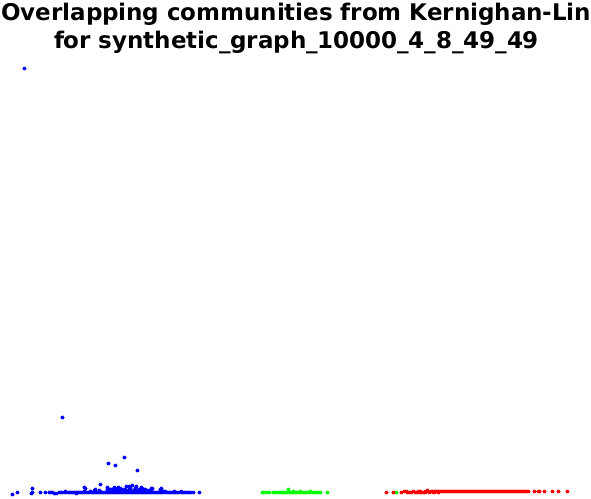 Overlapping communities from Kernighan-Lin
for synthetic_graph_10000_4_8_49_49